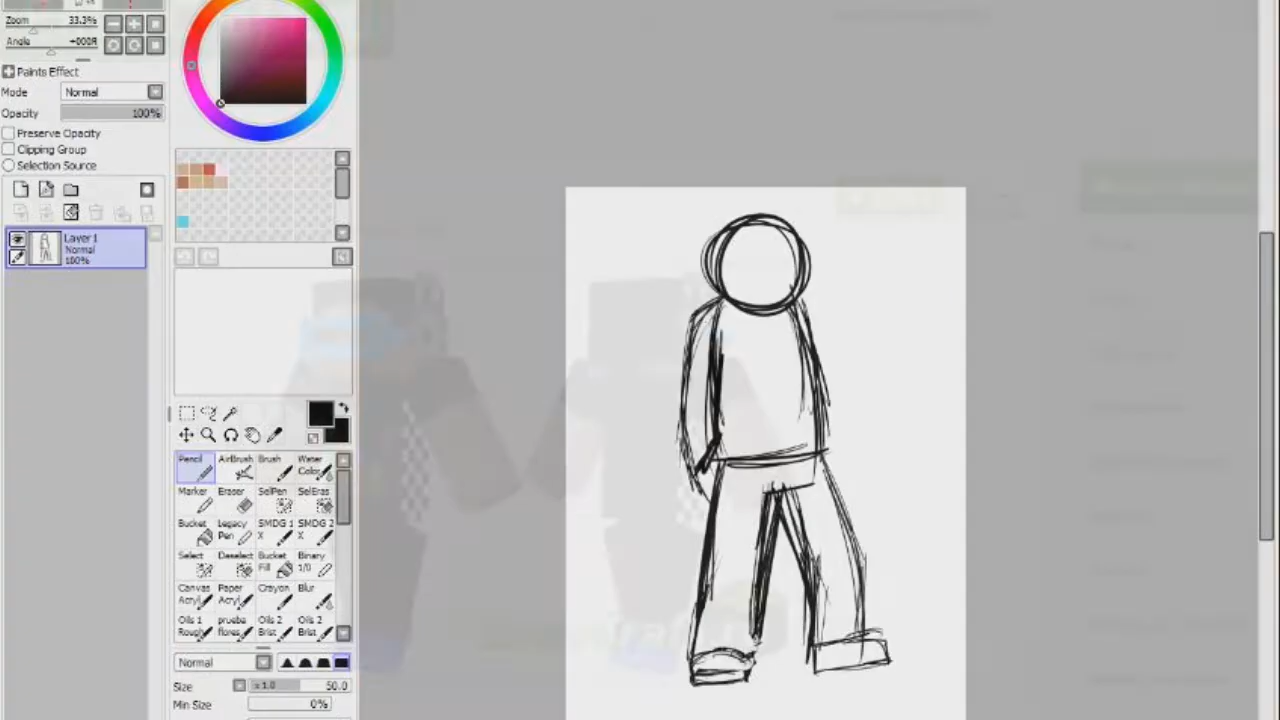 Zoom 33.3%
Angle +000R
Paints Effect
Mode Normal
Opacity 100%
Preserve Opacity
Clipping Group
Selection Source
Layer 1
Normal
100%
Pencil AirBrush Brush Water Color
Marker Eraser SelPen SelEras
Bucket Legacy Pen SMDG 1 X SMDG 2 X
Select Deselect Bucket Fill Binary 1/0
Canvas Acryl Paper Acryl Crayon Blur
Oils 1 Rough prueba flores Oils 2 Brist Oils 2 Brist
Normal
Size x 1.0 50.0
Min Size 0%